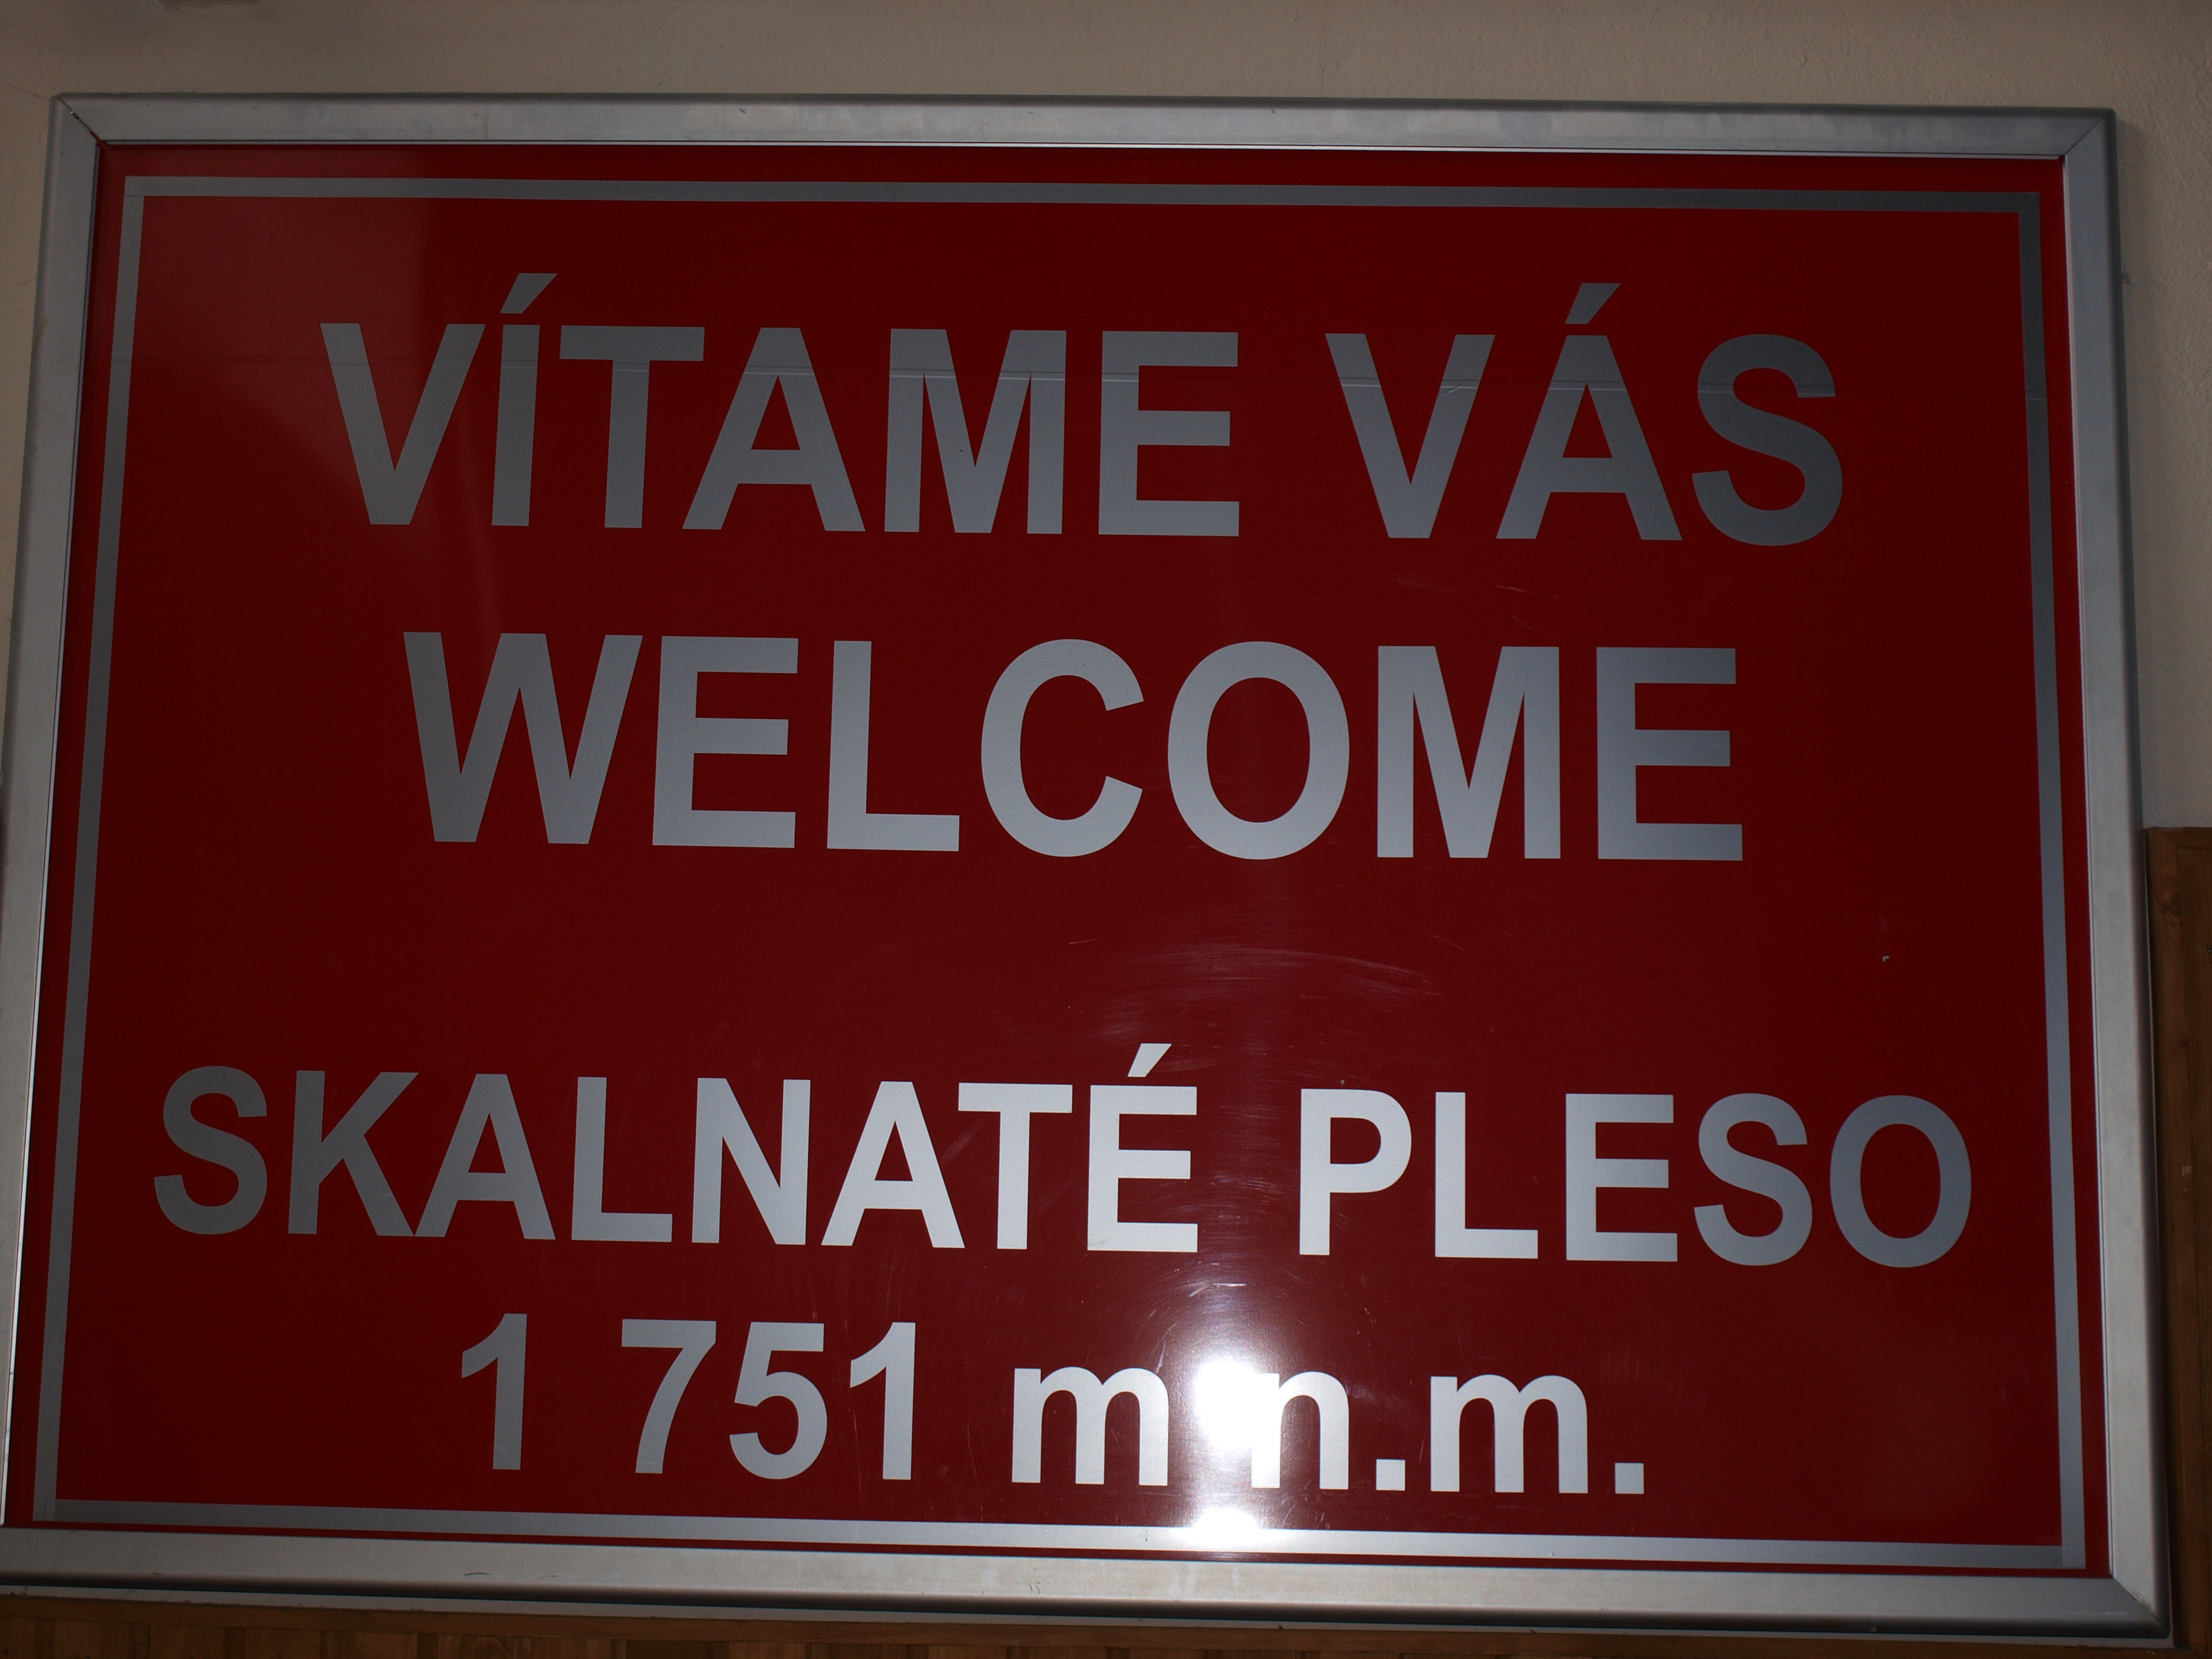 VÍTAME VÁS
WELCOME
SKALNATÉ PLESO
1 751 m n.m.